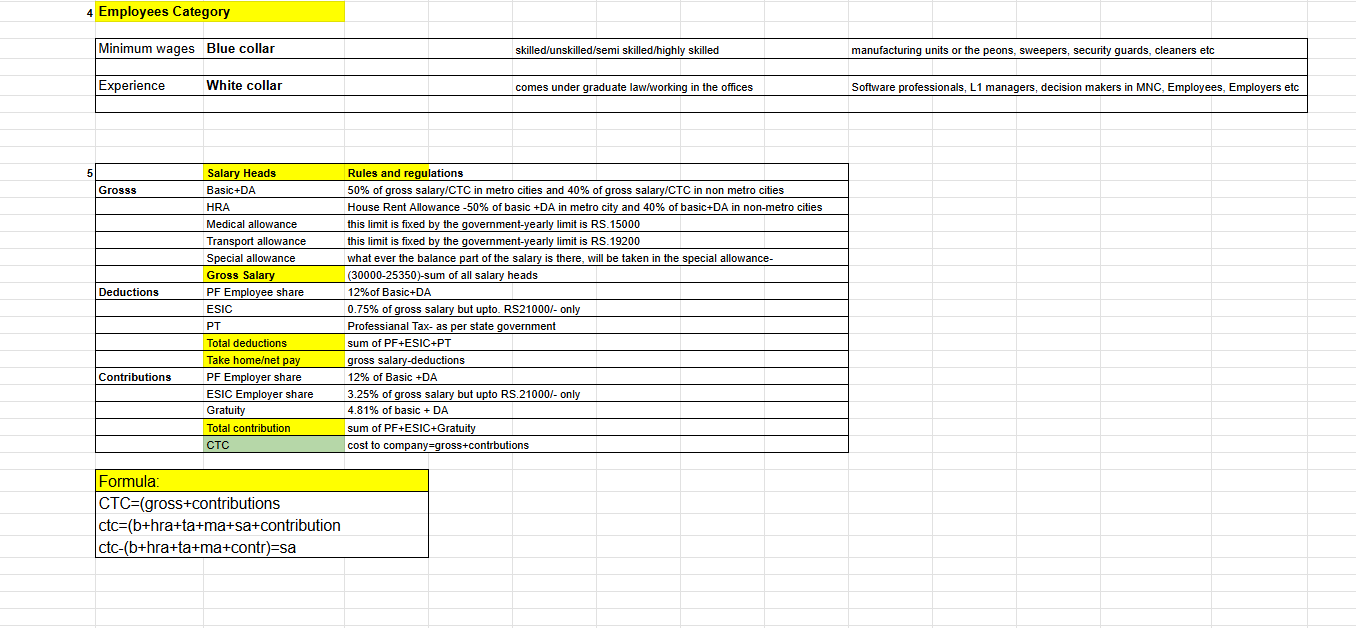 4 Employees Category
Minimum wages Blue collar skilled/unskilled/semi skilled/highly skilled manufacturing units or the peons, sweepers, security guards, cleaners etc
Experience White collar comes under graduate law/working in the offices Software professionals, L1 managers, decision makers in MNC, Employees, Employers etc
5 Salary Heads Rules and regulations
Grosss Basic+DA 50% of gross salary/CTC in metro cities and 40% of gross salary/CTC in non metro cities
HRA House Rent Allowance -50% of basic +DA in metro city and 40% of basic+DA in non-metro cities
Medical allowance this limit is fixed by the government-yearly limit is RS.15000
Transport allowance this limit is fixed by the government-yearly limit is RS.19200
Special allowance what ever the balance part of the salary is there, will be taken in the special allowance-
Gross Salary (30000-25350)-sum of all salary heads
Deductions PF Employee share 12%of Basic+DA
ESIC 0.75% of gross salary but upto. RS21000/- only
PT Professianal Tax- as per state government
Total deductions sum of PF+ESIC+PT
Take home/net pay gross salary-deductions
Contributions PF Employer share 12% of Basic +DA
ESIC Employer share 3.25% of gross salary but upto RS.21000/- only
Gratuity 4.81% of basic + DA
Total contribution sum of PF+ESIC+Gratuity
CTC cost to company=gross+contrbutions
Formula:
CTC=(gross+contributions
ctc=(b+hra+ta+ma+sa+contribution
ctc-(b+hra+ta+ma+contr)=sa